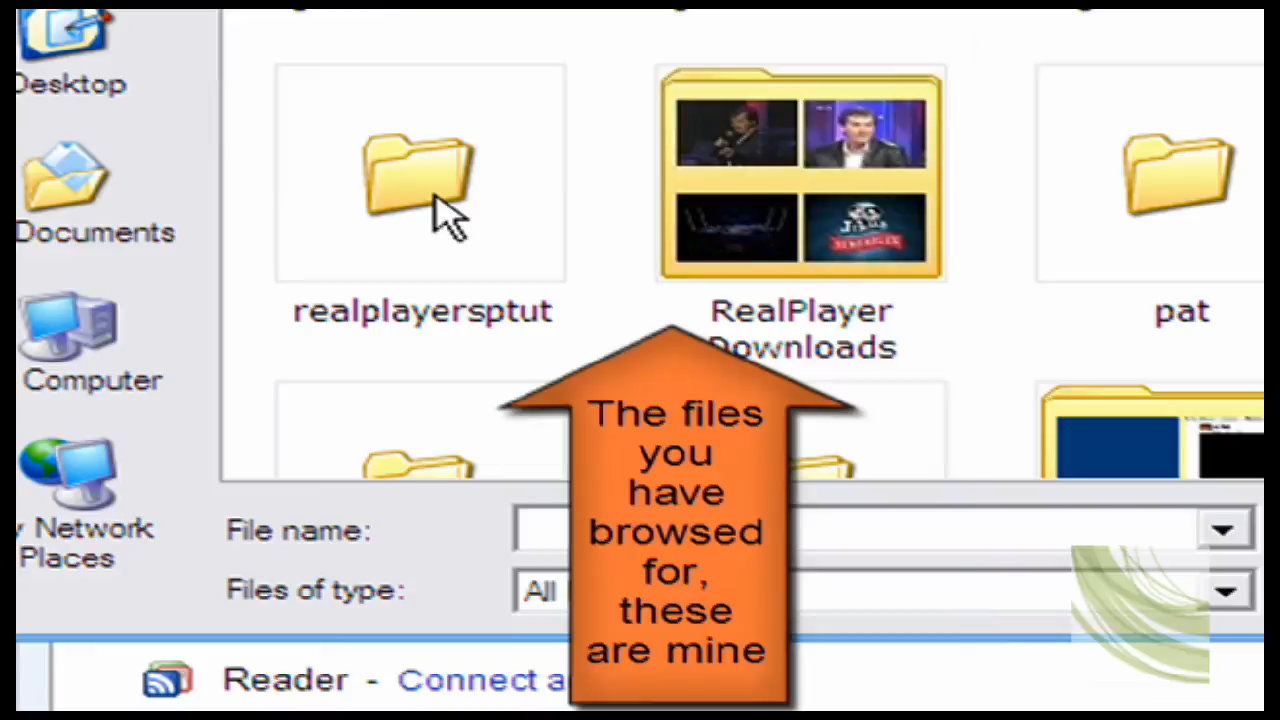 Desktop
Documents
Computer
Network
Places
realplayersptut
RealPlayer
Downloads
pat
The files
you
have
browsed
for,
these
are mine
File name:
Files of type:
All
Reader - Connect a